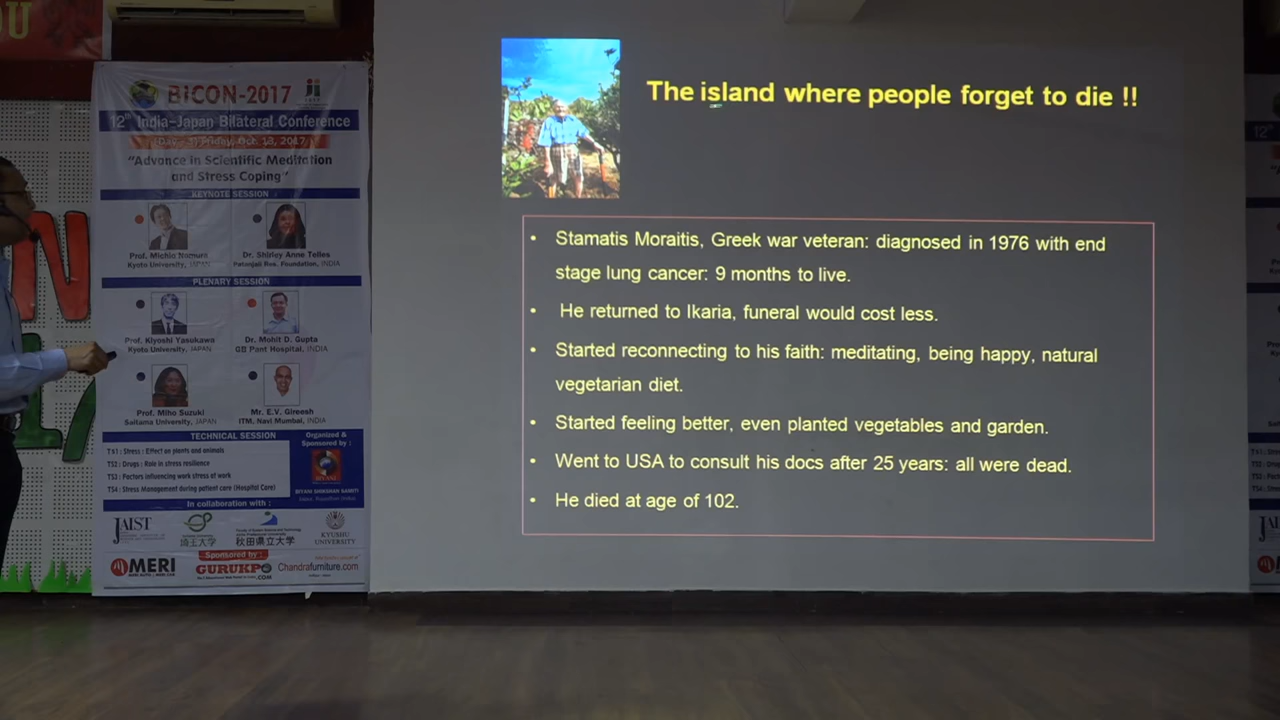 OU
BICON-2017
12th India-Japan Bilateral Conference
Friday, Oct. 13, 2017
"Advance in Scientific Meditation
and Stress Coping"
KEYNOTE SESSION
Prof. Michio Nomura
Kyoto University, JAPAN
Dr. Shirley Anne Telles
Patanjali Res. Foundation, INDIA
PLENARY SESSION
Prof. Kiyoshi Yasukawa
Kyoto University, JAPAN
Dr. Mohit D. Gupta
GB Pant Hospital, INDIA
Prof. Miho Suzuki
Saitama University, JAPAN
Mr. E.V. Gireesh
ITM, Navi Mumbai, INDIA
TECHNICAL SESSION
TS1: Stress : Effect on plants and animals
TS2: Drugs : Role in stress resilience
TS3: Factors influencing work stress of work
TS4: Stress Management during patient care (Hospital Care)
Organized &
Sponsored by :
BIYANI SHIKSHAN SAMITI
In collaboration with :
JAIST
埼玉大学
秋田県立大学
KYUSHU
UNIVERSITY
MERI
Sponsored by :
GURUKPO
.COM
Chandrafurniture.com
The island where people forget to die !!
• Stamatis Moraitis, Greek war veteran: diagnosed in 1976 with end
stage lung cancer: 9 months to live.
• He returned to Ikaria, funeral would cost less.
• Started reconnecting to his faith: meditating, being happy, natural
vegetarian diet.
• Started feeling better, even planted vegetables and garden.
• Went to USA to consult his docs after 25 years: all were dead.
• He died at age of 102.